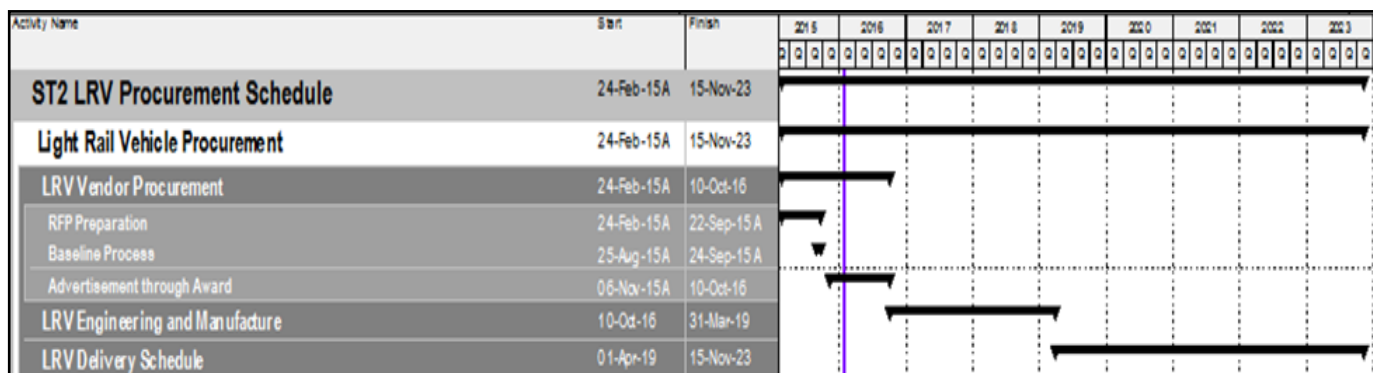 Activity Name Start Finish 2015 2016 2017 2018 2019 2020 2021 2022 2023
Q Q Q Q Q Q Q Q Q Q Q Q Q Q Q Q Q Q Q Q Q Q Q Q Q Q Q Q Q Q Q Q Q Q Q Q
ST2 LRV Procurement Schedule 24-Feb-15A 15-Nov-23
Light Rail Vehicle Procurement 24-Feb-15A 15-Nov-23
LRV Vendor Procurement 24-Feb-15A 10-Oct-16
RFP Preparation 24-Feb-15A 22-Sep-15A
Baseline Process 25-Aug-15A 24-Sep-15A
Advertisement through Award 06-Nov-15A 10-Oct-16
LRV Engineering and Manufacture 10-Oct-16 31-Mar-19
LRV Delivery Schedule 01-Apr-19 15-Nov-23